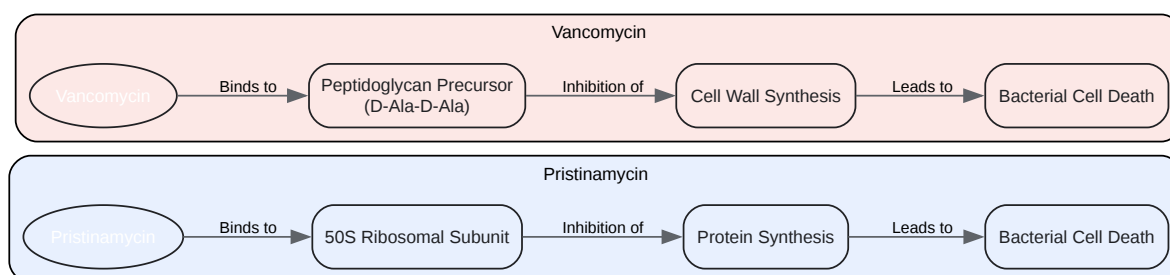 Vancomycin
Vancomycin
Binds to
Peptidoglycan Precursor
(D-Ala-D-Ala)
Inhibition of
Cell Wall Synthesis
Leads to
Bacterial Cell Death
Pristinamycin
Pristinamycin
Binds to
50S Ribosomal Subunit
Inhibition of
Protein Synthesis
Leads to
Bacterial Cell Death